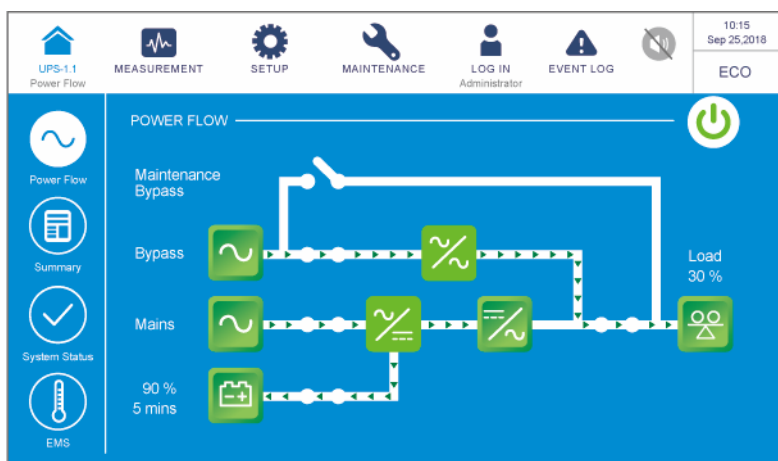 10:15
Sep 25,2018
UPS-1.1
Power Flow
MEASUREMENT
SETUP
MAINTENANCE
LOG IN
Administrator
EVENT LOG
ECO
POWER FLOW
Power Flow
Summary
System Status
EMS
Maintenance
Bypass
Bypass
Mains
90 %
5 mins
Load
30 %